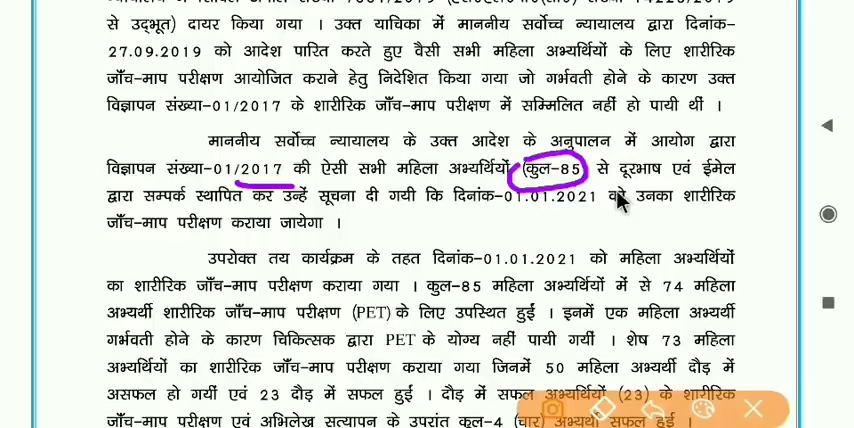 से उद्भूत) दायर किया गया । उक्त याचिका में माननीय सर्वोच्च न्यायालय द्वारा दिनांक-
27.09.2019 को आदेश पारित करते हुए वैसी सभी महिला अभ्यर्थियों के लिए शारीरिक
जाँच-माप परीक्षण आयोजित कराने हेतु निदेशित किया गया जो गर्भवती होने के कारण उक्त
विज्ञापन संख्या-01/2017 के शारीरिक जाँच-माप परीक्षण में सम्मिलित नहीं हो पायी थीं ।
माननीय सर्वोच्च न्यायालय के उक्त आदेश के अनुपालन में आयोग द्वारा
विज्ञापन संख्या-01/2017 की ऐसी सभी महिला अभ्यर्थियों (कुल-85) से दूरभाष एवं ईमेल
द्वारा सम्पर्क स्थापित कर उन्हें सूचना दी गयी कि दिनांक-01.01.2021 को उनका शारीरिक
जाँच-माप परीक्षण कराया जायेगा ।
उपरोक्त तय कार्यक्रम के तहत दिनांक-01.01.2021 को महिला अभ्यर्थियों
का शारीरिक जाँच-माप परीक्षण कराया गया । कुल-85 महिला अभ्यर्थियों में से 74 महिला
अभ्यर्थी शारीरिक जाँच-माप परीक्षण (PET) के लिए उपस्थित हुईं । इनमें एक महिला अभ्यर्थी
गर्भवती होने के कारण चिकित्सक द्वारा PET के योग्य नहीं पायी गयीं । शेष 73 महिला
अभ्यर्थियों का शारीरिक जाँच-माप परीक्षण कराया गया जिनमें 50 महिला अभ्यर्थी दौड़ में
असफल हो गयीं एवं 23 दौड़ में सफल हुईं । दौड़ में सफल अभ्यर्थियों (23) के शारीरिक
जाँच-माप परीक्षण एवं अभिलेख सत्यापन के उपरांत कुल-4 (चार) अभ्यर्थी सफल हुईं ।